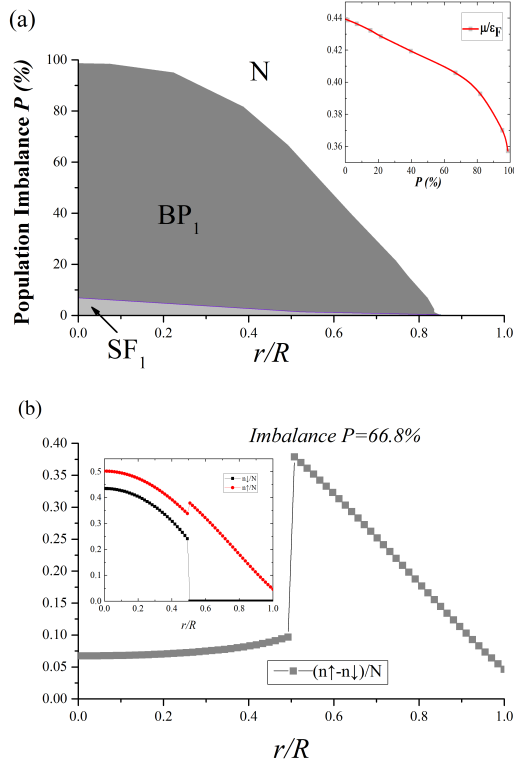 (a)
Population Imbalance P (%)
100
80
60
40
20
0
N
BP1
SF1
0.0 0.2 0.4 0.6 0.8 1.0
r/R
0.44
0.42
0.40
0.38
0.36
μ/εF
0 20 40 60 80 100
P (%)
(b)
Imbalance P=66.8%
0.40
0.35
0.30
0.25
0.20
0.15
0.10
0.05
0.00
0.5
0.4
0.3
0.2
0.1
0.0
n↓/N
n↑/N
0.0 0.2 0.4 0.6 0.8 1.0
r/R
(n↑-n↓)/N
0.0 0.2 0.4 0.6 0.8 1.0
r/R